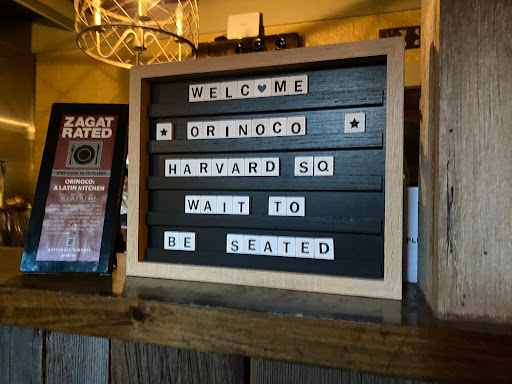 ZAGAT
RATED
ORINOCO:
A LATIN KITCHEN
WELC♥ME
★ ORINOCO ★
HARVARD SQ
WAIT TO
BE SEATED